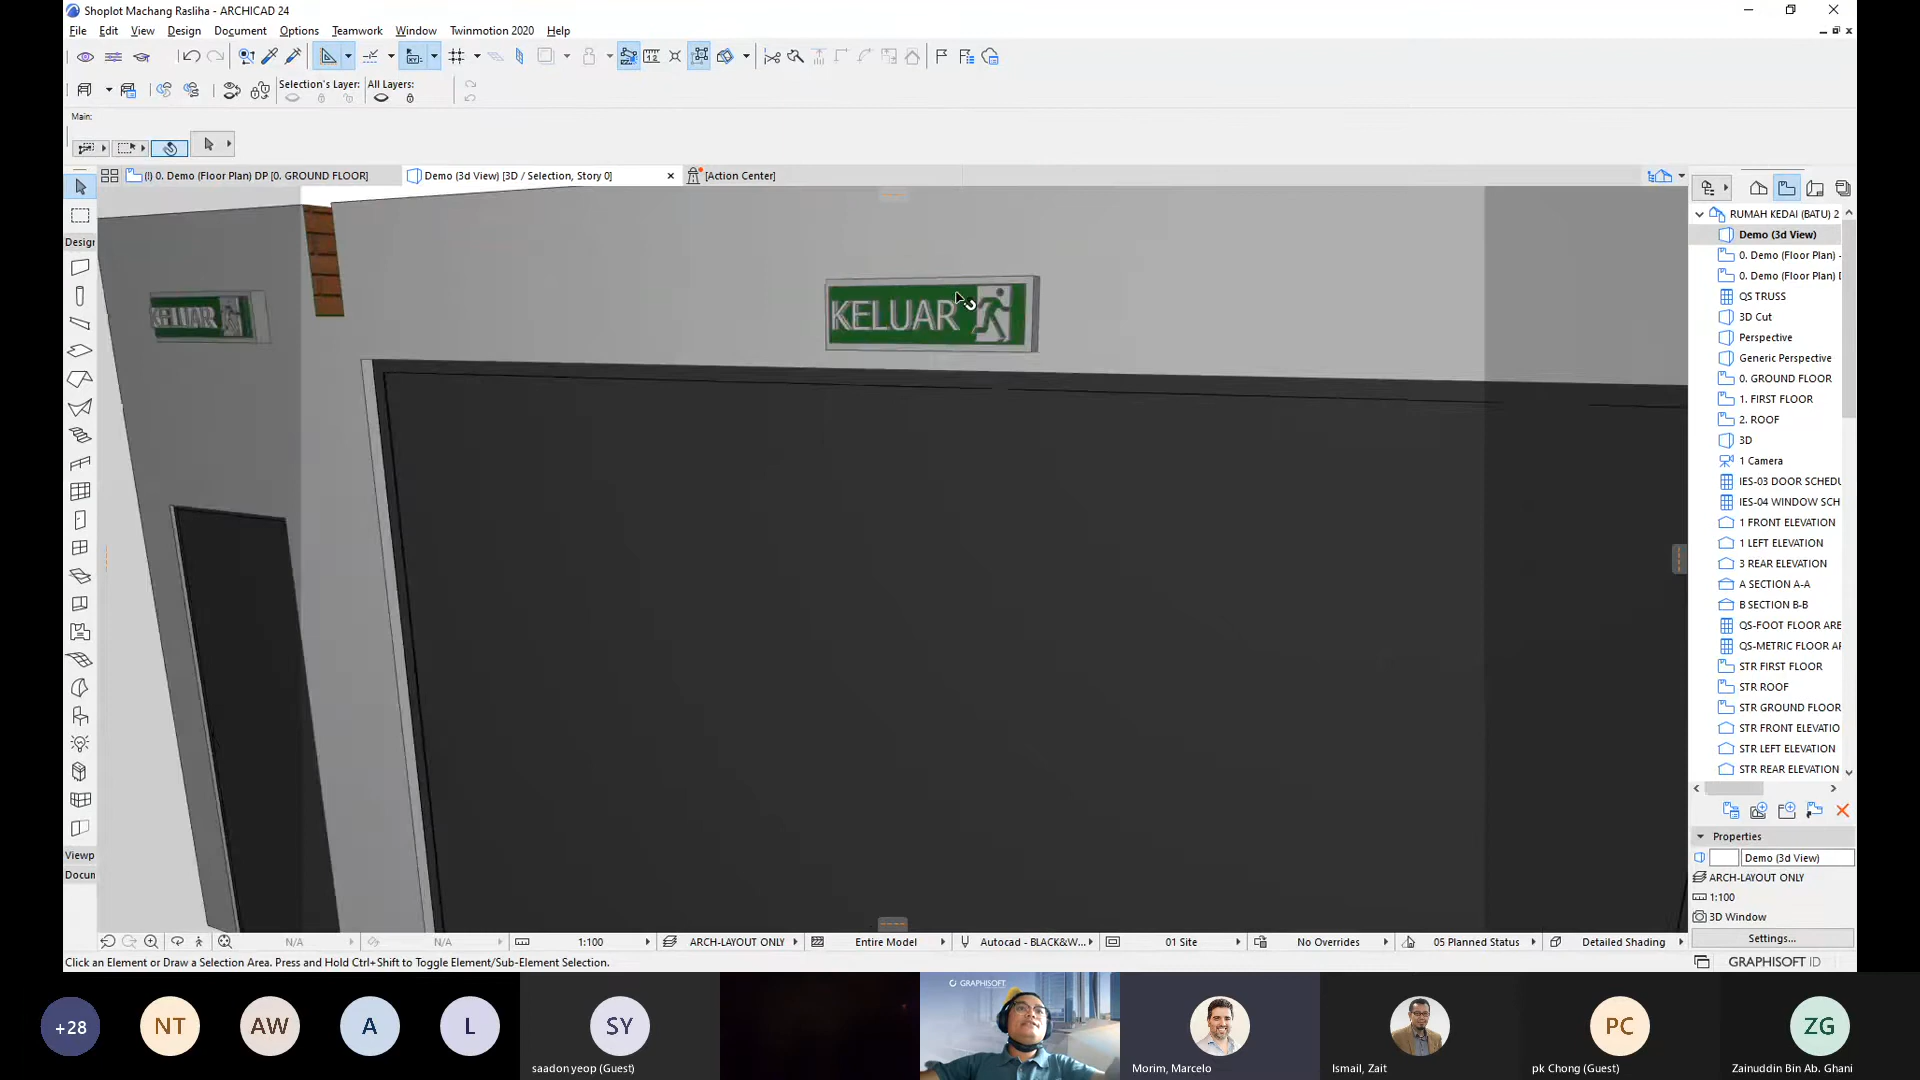 Shoplot Machang Rasliha - ARCHICAD 24
File Edit View Design Document Options Teamwork Window Twinmotion 2020 Help
Selection's Layer: All Layers:
Main:
(!) 0. Demo (Floor Plan) DP [0. GROUND FLOOR]
Demo (3d View) [3D / Selection, Story 0]
[Action Center]
Design
Viewp
Docum
KELUAR
KELUAR
RUMAH KEDAI (BATU) 2
Demo (3d View)
0. Demo (Floor Plan) -
0. Demo (Floor Plan)
QS TRUSS
3D Cut
Perspective
Generic Perspective
0. GROUND FLOOR
1. FIRST FLOOR
2. ROOF
3D
1 Camera
IES-03 DOOR SCHEDU
IES-04 WINDOW SCH
1 FRONT ELEVATION
1 LEFT ELEVATION
3 REAR ELEVATION
A SECTION A-A
B SECTION B-B
QS-FOOT FLOOR ARE
QS-METRIC FLOOR AR
STR FIRST FLOOR
STR ROOF
STR GROUND FLOOR
STR FRONT ELEVATIO
STR LEFT ELEVATION
STR REAR ELEVATION
Properties
Demo (3d View)
ARCH-LAYOUT ONLY
1:100
3D Window
Settings...
N/A N/A 1:100 ARCH-LAYOUT ONLY Entire Model Autocad - BLACK&W... 01 Site No Overrides 05 Planned Status Detailed Shading
Click an Element or Draw a Selection Area. Press and Hold Ctrl+Shift to Toggle Element/Sub-Element Selection.
GRAPHISOFT ID
+28 NT AW A L SY PC ZG
GRAPHISOFT
saadon yeop (Guest) Morim, Marcelo Ismail, Zait pk Chong (Guest) Zainuddin Bin Ab. Ghani